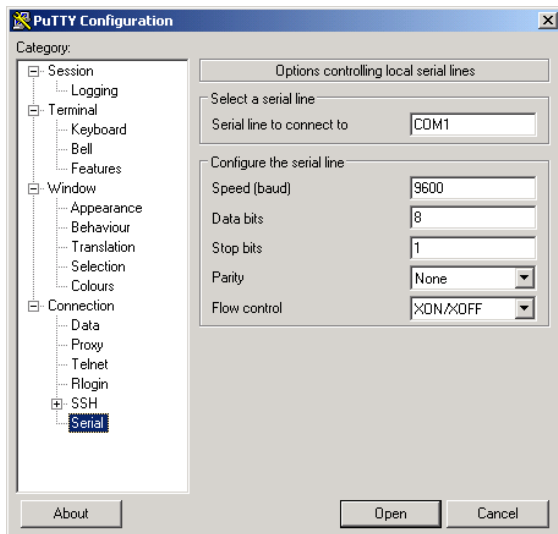 PuTTY Configuration
Category:
Session
Logging
Terminal
Keyboard
Bell
Features
Window
Appearance
Behaviour
Translation
Selection
Colours
Connection
Data
Proxy
Telnet
Rlogin
SSH
Serial
Options controlling local serial lines
Select a serial line
Serial line to connect to COM1
Configure the serial line
Speed (baud) 9600
Data bits 8
Stop bits 1
Parity None
Flow control XON/XOFF
About Open Cancel